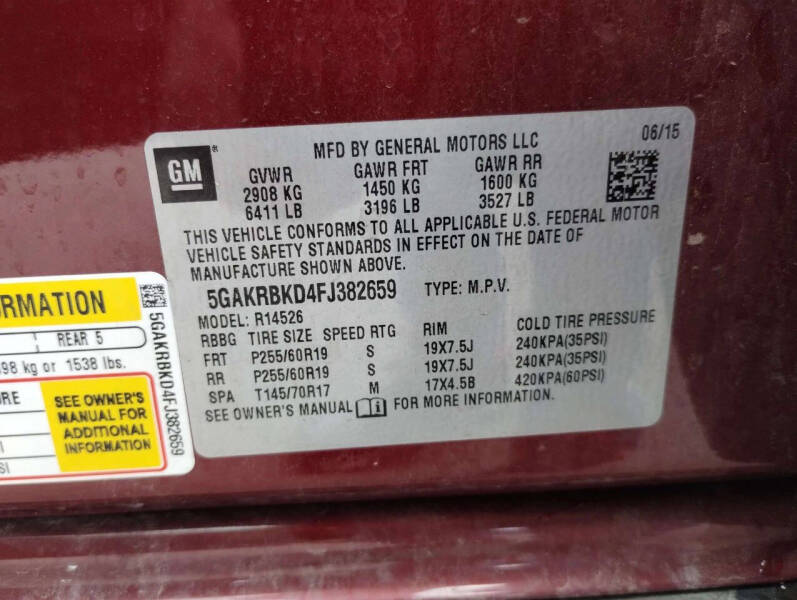 GM
MFD BY GENERAL MOTORS LLC
06/15
GVWR GAWR FRT GAWR RR
2908 KG 1450 KG 1600 KG
6411 LB 3196 LB 3527 LB
THIS VEHICLE CONFORMS TO ALL APPLICABLE U.S. FEDERAL MOTOR
VEHICLE SAFETY STANDARDS IN EFFECT ON THE DATE OF
MANUFACTURE SHOWN ABOVE.
5GAKRBKD4FJ382659 TYPE: M.P.V.
MODEL: R14526
RBBG TIRE SIZE SPEED RTG RIM COLD TIRE PRESSURE
FRT P255/60R19 S 19X7.5J 240KPA(35PSI)
RR P255/60R19 S 19X7.5J 240KPA(35PSI)
SPA T145/70R17 M 17X4.5B 420KPA(60PSI)
SEE OWNER'S MANUAL FOR MORE INFORMATION.
RMATION
REAR 5
98 kg or 1538 lbs.
RE
SI
SEE OWNER'S
MANUAL FOR
ADDITIONAL
INFORMATION
5GAKRBKD4FJ382659